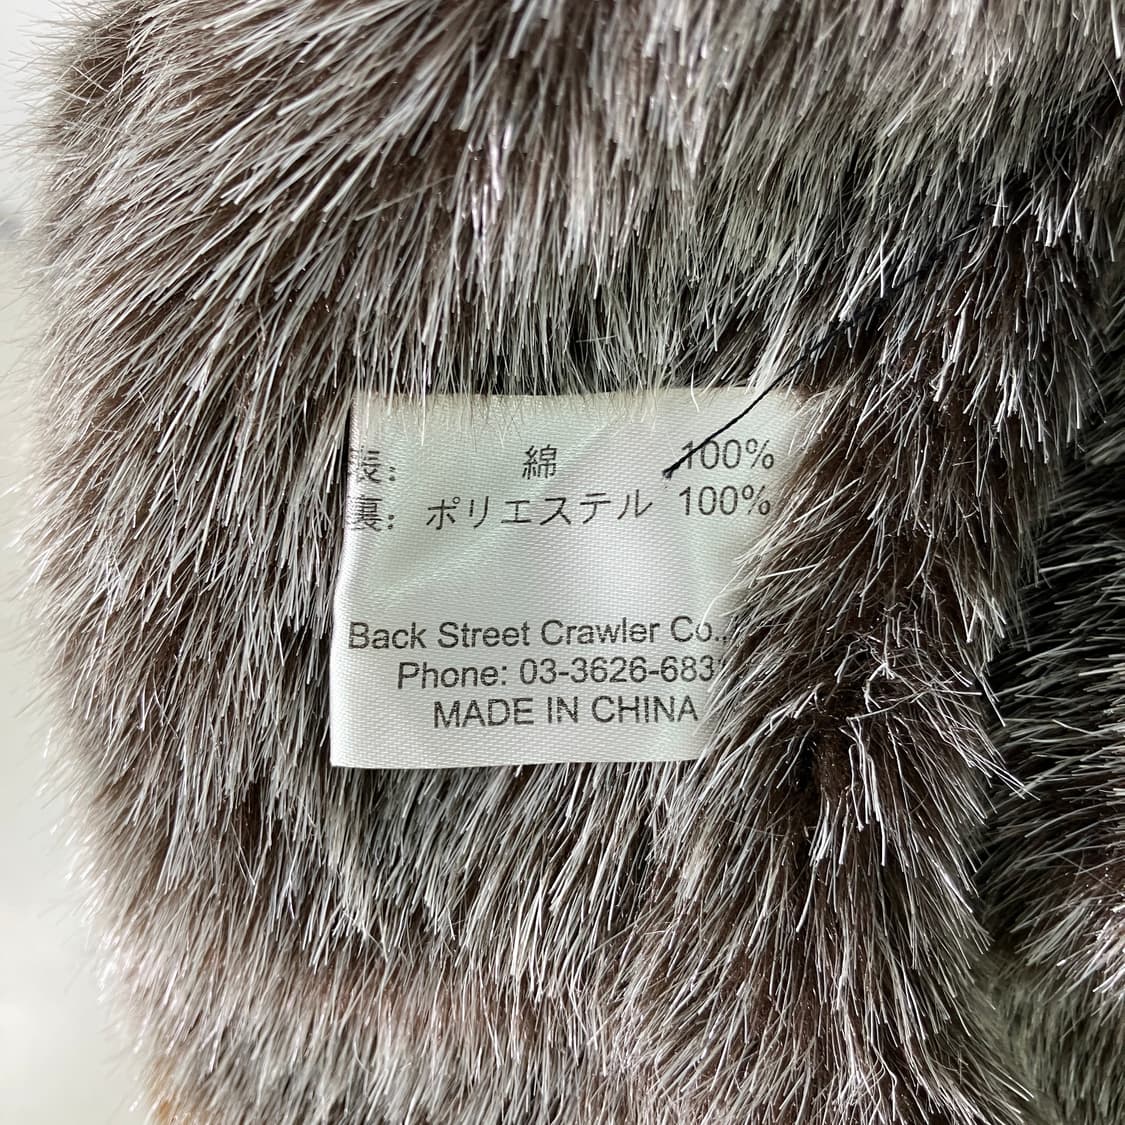 表: 綿 100%
裏: ポリエステル 100%
Back Street Crawler Co.,
Phone: 03-3626-683
MADE IN CHINA